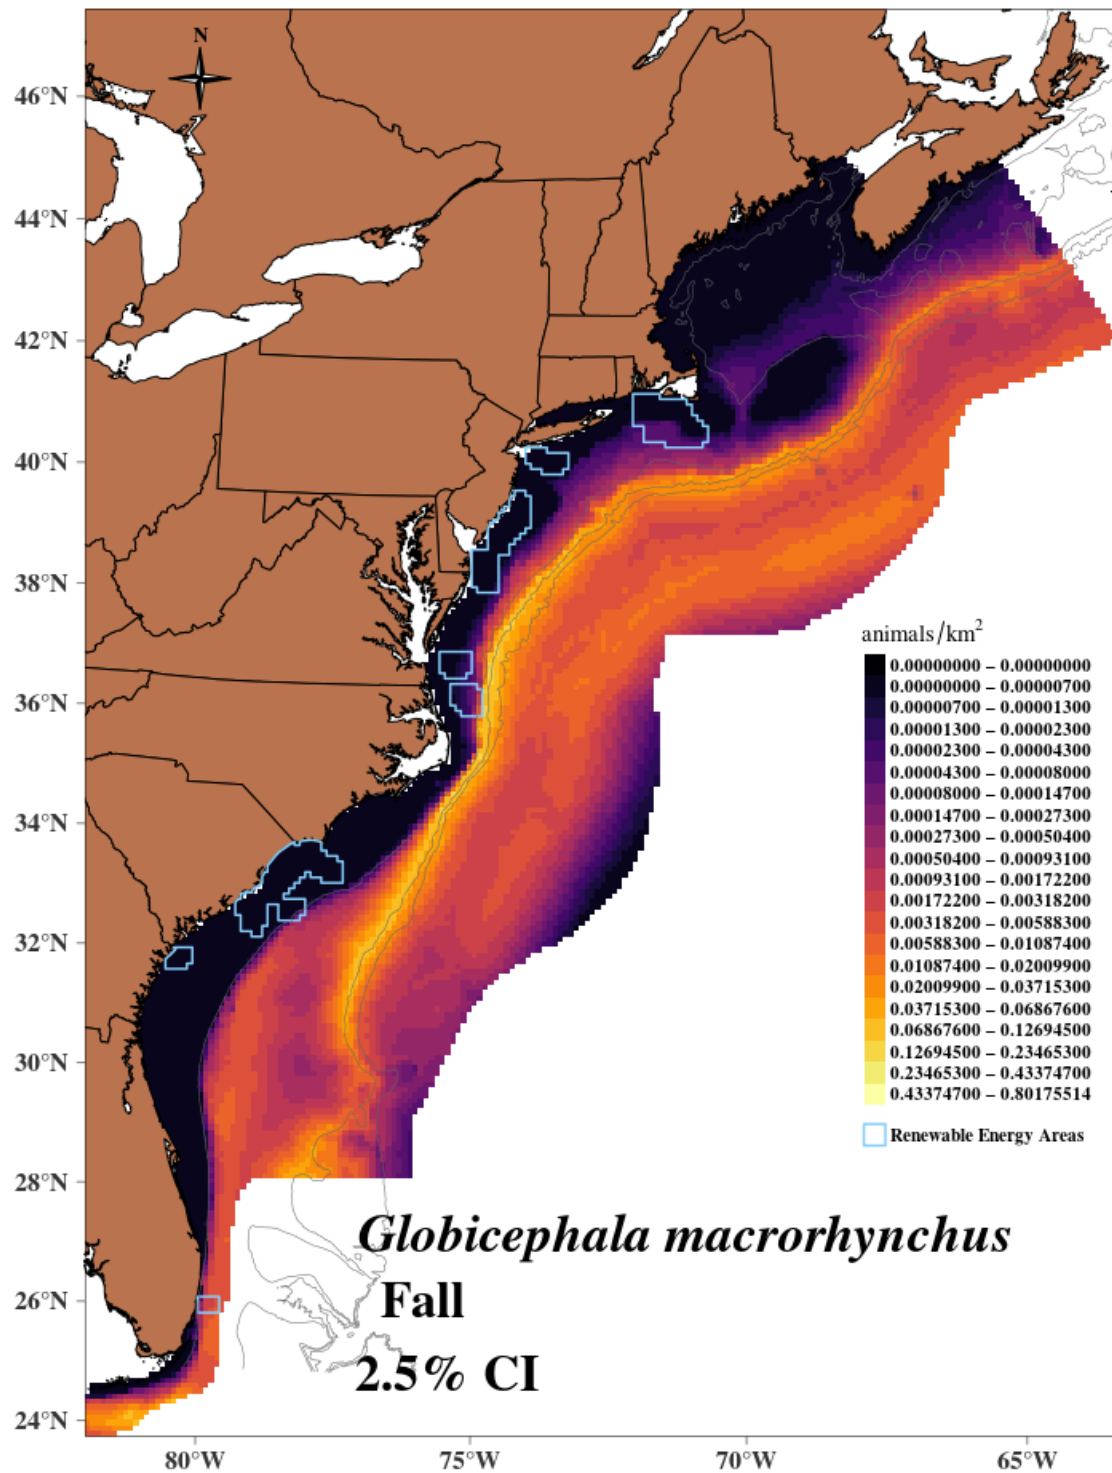 N
46°N
44°N
42°N
40°N
38°N
36°N
34°N
32°N
30°N
28°N
26°N
24°N
80°W
75°W
70°W
65°W
animals/km²
0.00000000 – 0.00000000
0.00000000 – 0.00000700
0.00000700 – 0.00001300
0.00001300 – 0.00002300
0.00002300 – 0.00004300
0.00004300 – 0.00008000
0.00008000 – 0.00014700
0.00014700 – 0.00027300
0.00027300 – 0.00050400
0.00050400 – 0.00093100
0.00093100 – 0.00172200
0.00172200 – 0.00318200
0.00318200 – 0.00588300
0.00588300 – 0.01087400
0.01087400 – 0.02009900
0.02009900 – 0.03715300
0.03715300 – 0.06867600
0.06867600 – 0.12694500
0.12694500 – 0.23465300
0.23465300 – 0.43374700
0.43374700 – 0.80175514
Renewable Energy Areas
Globicephala macrorhynchus
Fall
2.5% CI